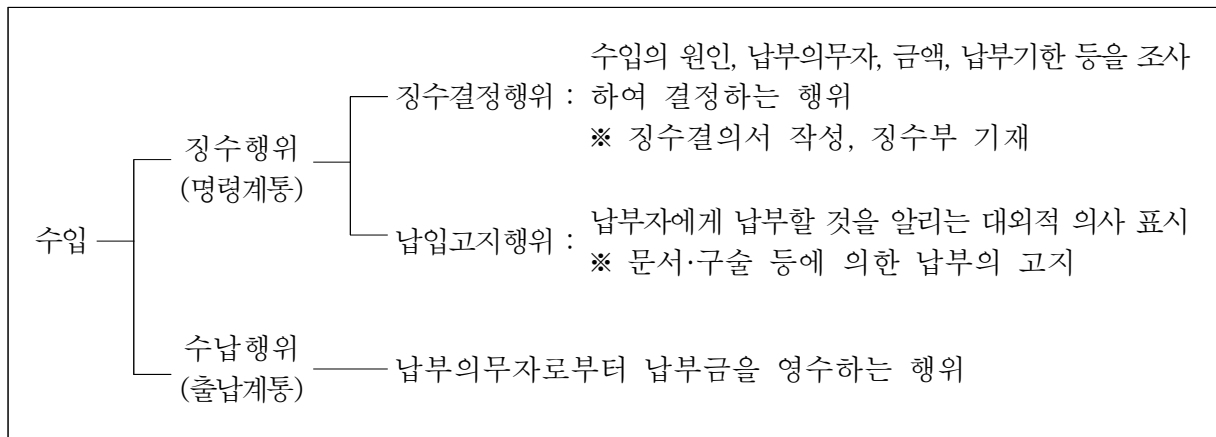 수입의 원인, 납부의무자, 금액, 납부기한 등을 조사
징수결정행위 : 하여 결정하는 행위
※ 징수결의서 작성, 징수부 기재
징수행위
(명령계통)
수입
납부자에게 납부할 것을 알리는 대외적 의사 표시
납입고지행위 :
※ 문서·구술 등에 의한 납부의 고지
수납행위
(출납계통)
납부의무자로부터 납부금을 영수하는 행위